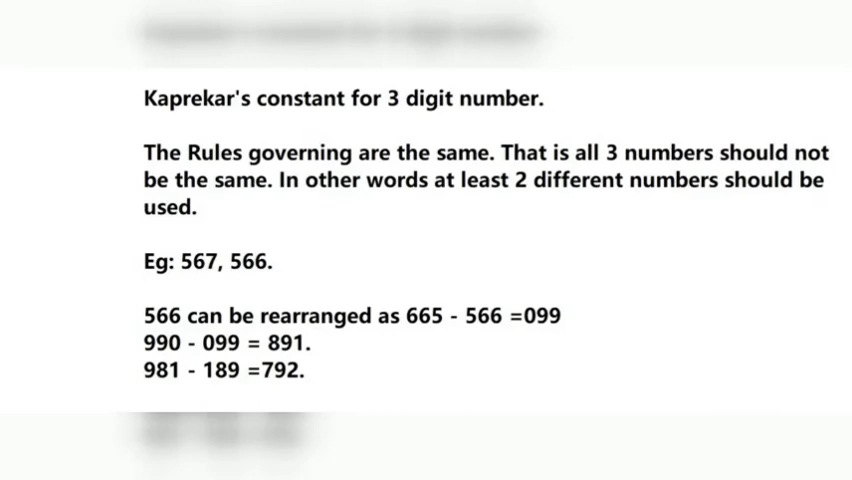 Kaprekar's constant for 3 digit number.
The Rules governing are the same. That is all 3 numbers should not
be the same. In other words at least 2 different numbers should be
used.
Eg: 567, 566.
566 can be rearranged as 665 - 566 =099
990 - 099 = 891.
981 - 189 =792.